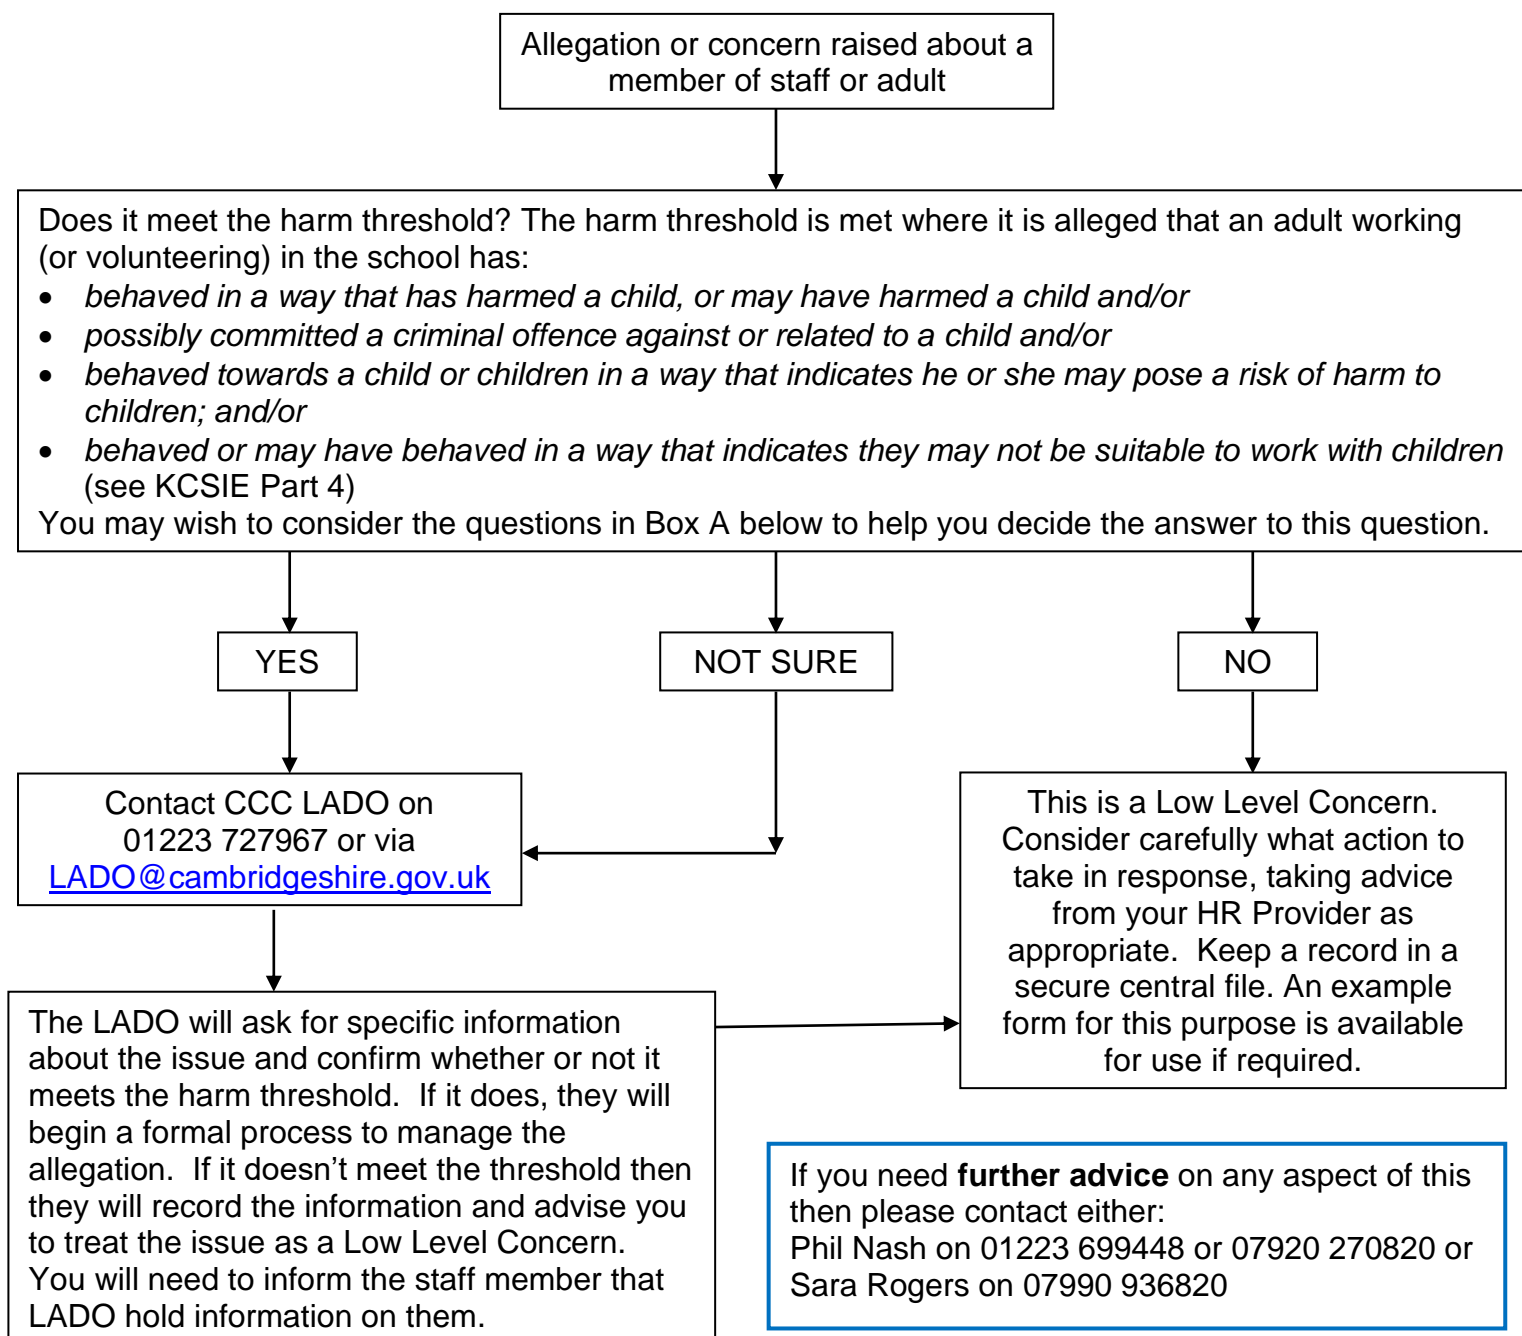 Allegation or concern raised about a
member of staff or adult
Does it meet the harm threshold? The harm threshold is met where it is alleged that an adult working
(or volunteering) in the school has:
• behaved in a way that has harmed a child, or may have harmed a child and/or
• possibly committed a criminal offence against or related to a child and/or
• behaved towards a child or children in a way that indicates he or she may pose a risk of harm to
children; and/or
• behaved or may have behaved in a way that indicates they may not be suitable to work with children
(see KCSIE Part 4)
You may wish to consider the questions in Box A below to help you decide the answer to this question.
YES
NOT SURE
NO
Contact CCC LADO on
01223 727967 or via
LADO@cambridgeshire.gov.uk
This is a Low Level Concern.
Consider carefully what action to
take in response, taking advice
from your HR Provider as
appropriate.  Keep a record in a
secure central file. An example
form for this purpose is available
for use if required.
The LADO will ask for specific information
about the issue and confirm whether or not it
meets the harm threshold.  If it does, they will
begin a formal process to manage the
allegation.  If it doesn’t meet the threshold then
they will record the information and advise you
to treat the issue as a Low Level Concern.
You will need to inform the staff member that
LADO hold information on them.
If you need further advice on any aspect of this
then please contact either:
Phil Nash on 01223 699448 or 07920 270820 or
Sara Rogers on 07990 936820